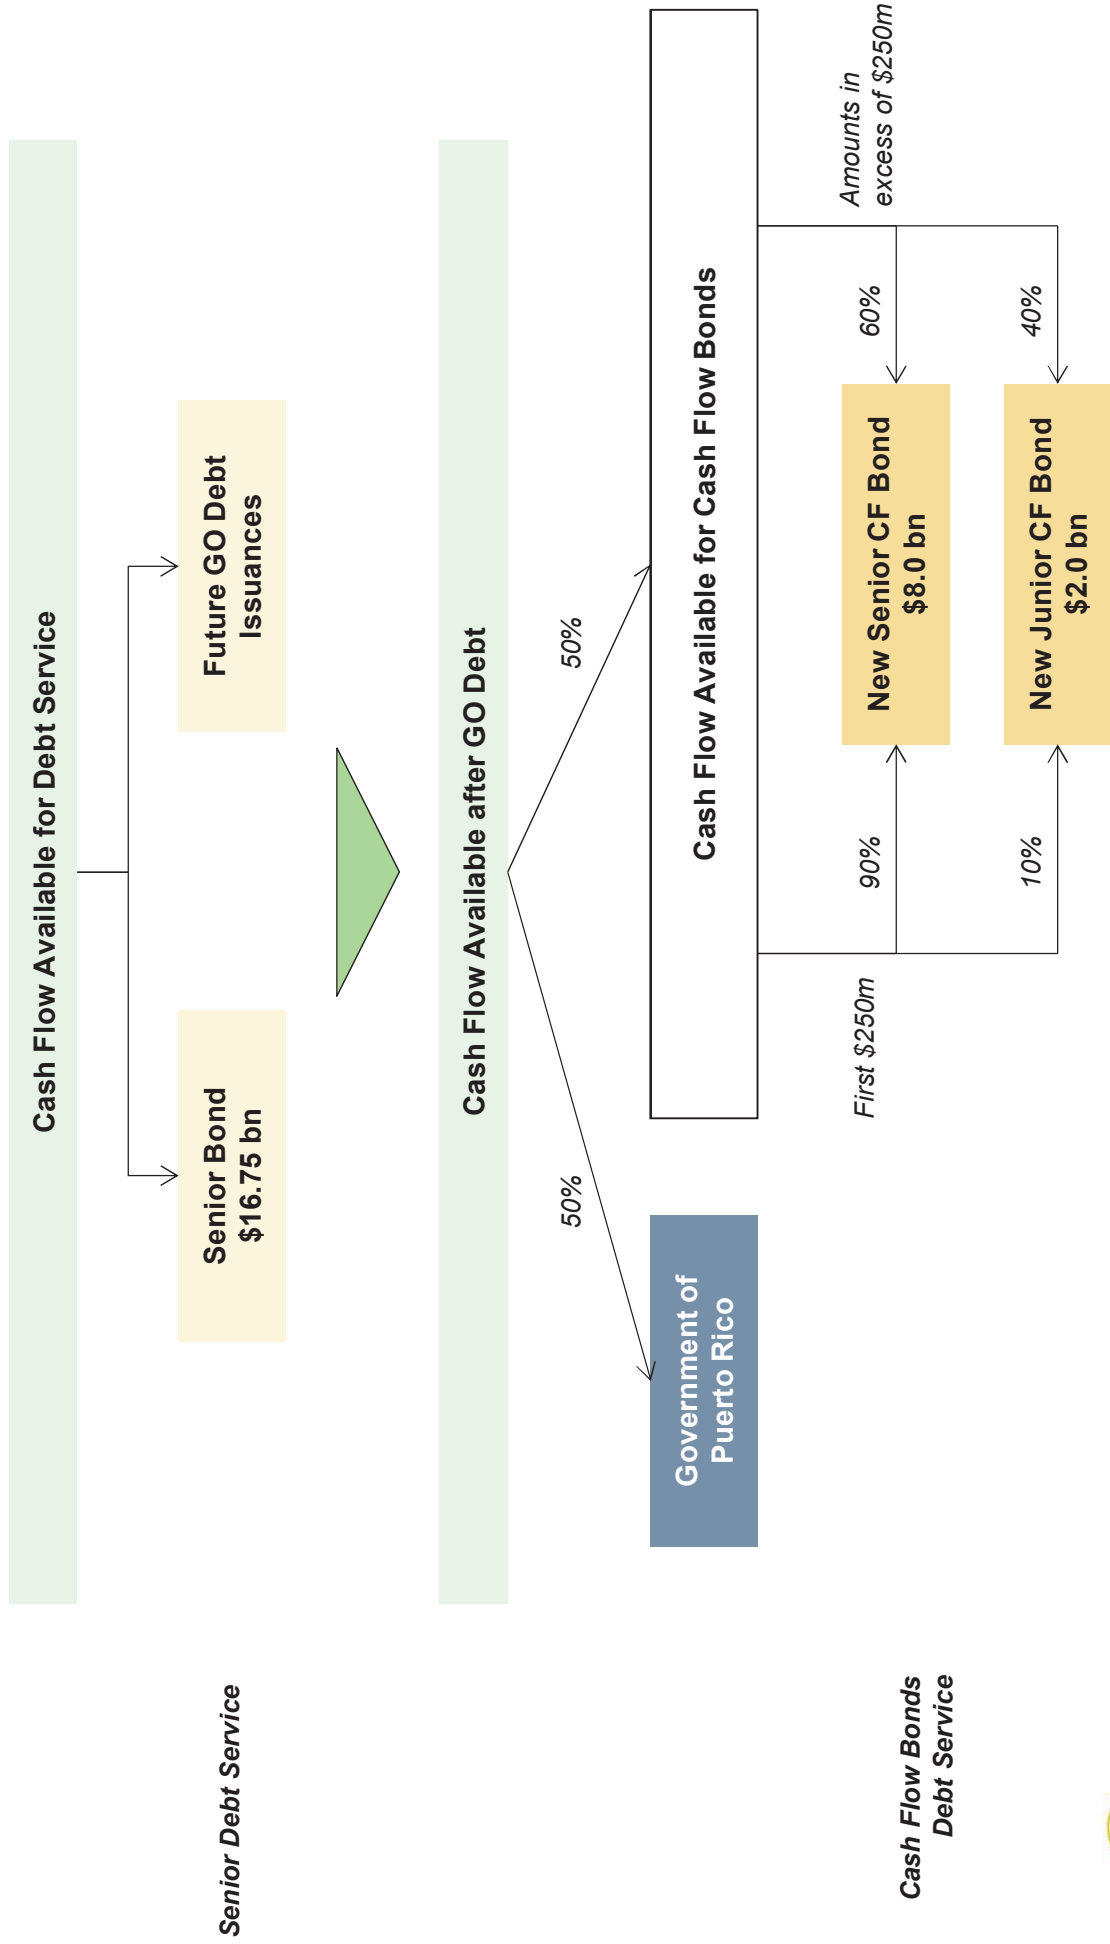 Cash Flow Available for Debt Service
Senior Debt Service
Senior Bond
$16.75 bn
Future GO Debt
Issuances
Cash Flow Available after GO Debt
50%
50%
Government of
Puerto Rico
Cash Flow Available for Cash Flow Bonds
First $250m
Amounts in
excess of $250m
Cash Flow Bonds
Debt Service
90%
New Senior CF Bond
$8.0 bn
60%
10%
New Junior CF Bond
$2.0 bn
40%